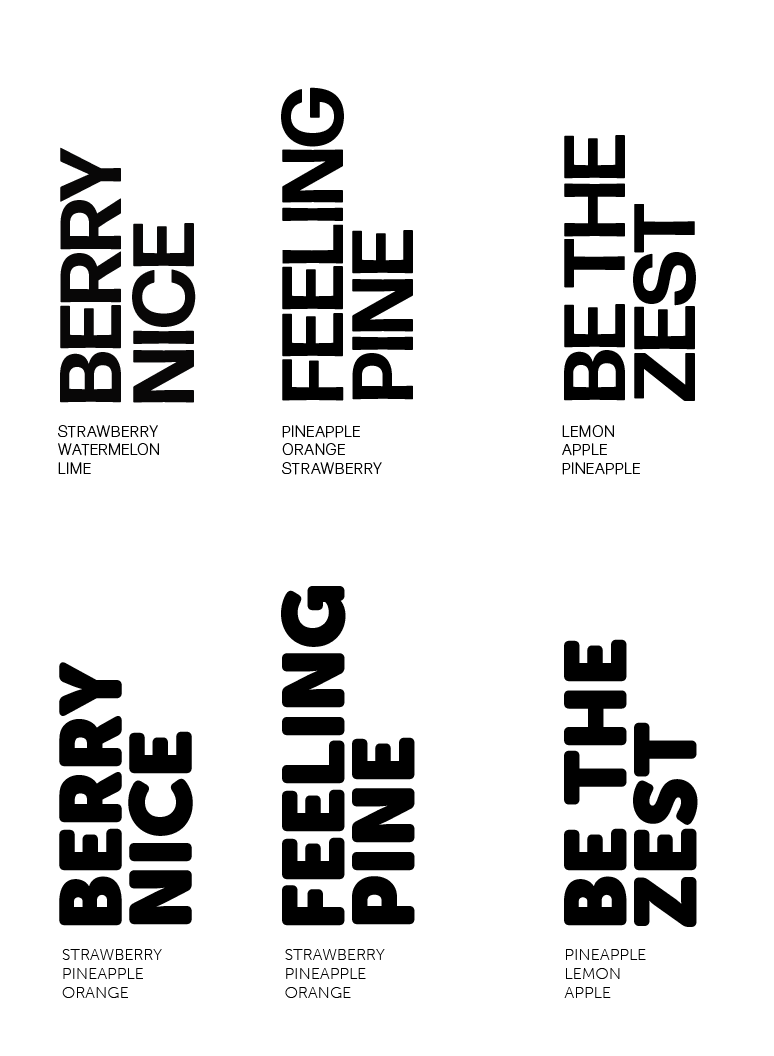 BERRY
NICE
STRAWBERRY
WATERMELON
LIME
FEELING
PINE
PINEAPPLE
ORANGE
STRAWBERRY
BE THE
ZEST
LEMON
APPLE
PINEAPPLE
BERRY
NICE
STRAWBERRY
PINEAPPLE
ORANGE
FEELING
PINE
STRAWBERRY
PINEAPPLE
ORANGE
BE THE
ZEST
PINEAPPLE
LEMON
APPLE